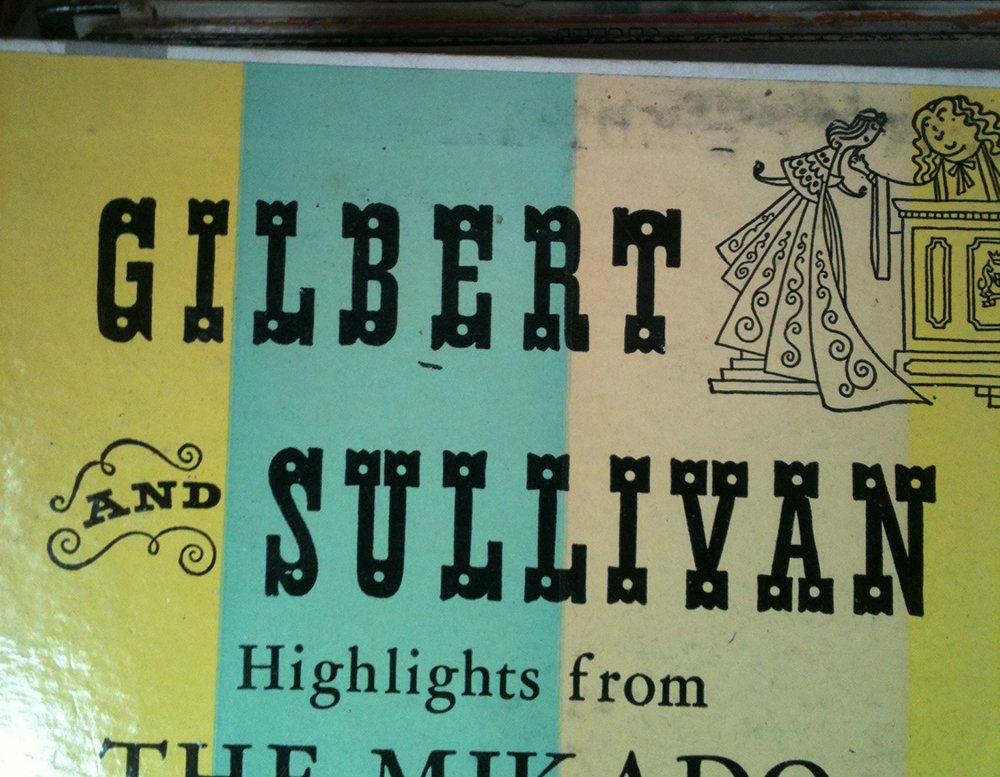 GILBERT
AND SULLIVAN
Highlights from
THE MIKADO